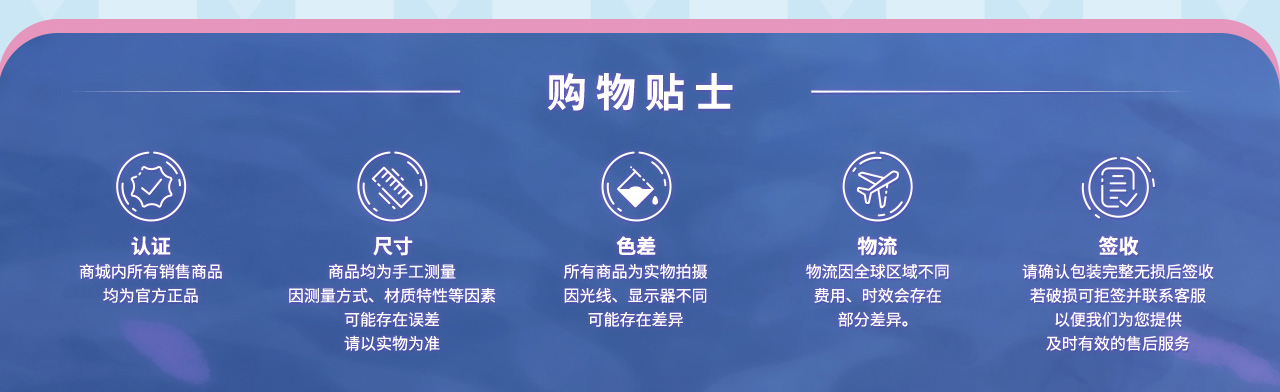 购物贴士
认证
商城内所有销售商品
均为官方正品
尺寸
商品均为手工测量
因测量方式、材质特性等因素
可能存在误差
请以实物为准
色差
所有商品为实物拍摄
因光线、显示器不同
可能存在差异
物流
物流因全球区域不同
费用、时效会存在
部分差异。
签收
请确认包装完整无损后签收
若破损可拒签并联系客服
以便我们为您提供
及时有效的售后服务